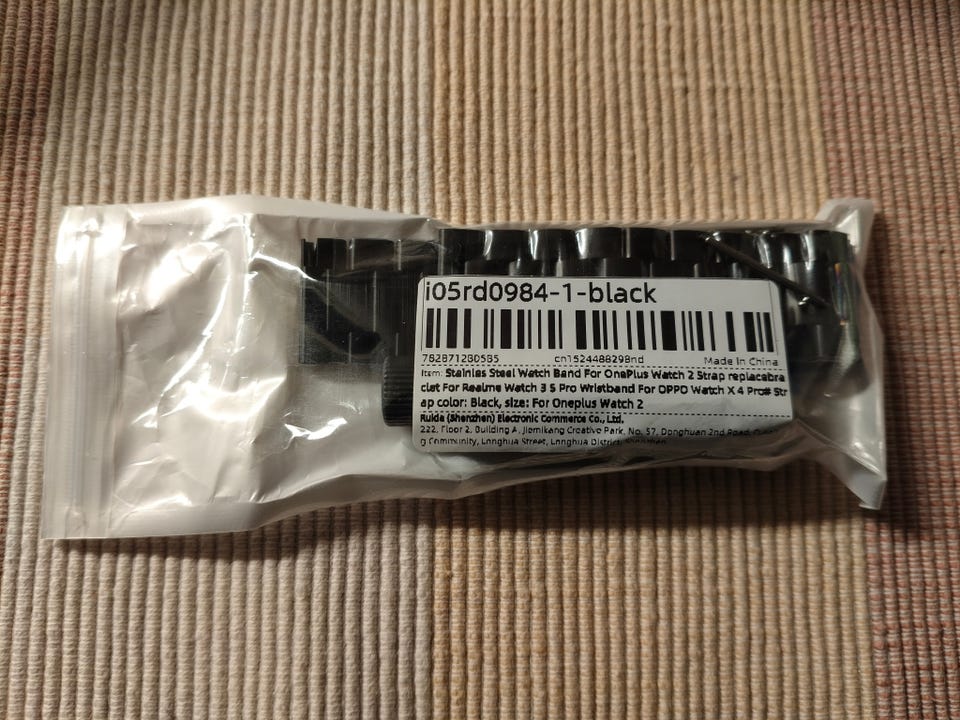 i05rd0984-1-black
782871280585 cn1524488298nd Made In China
Item: Stainles Steel Watch Band For OnePlus Watch 2 Strap replacebra
clet For Realme Watch 3 S Pro Wristband For OPPO Watch X 4 Pro# Str
ap color: Black, size: For Oneplus Watch 2
Ruida (Shenzhen) Electronic Commerce Co., Ltd.
222, Floor 2, Building A, Jiemikang Creative Park, No. 57, Donghuan 2nd Road,
g Community, Longhua Street, Longhua District, Shenzhen